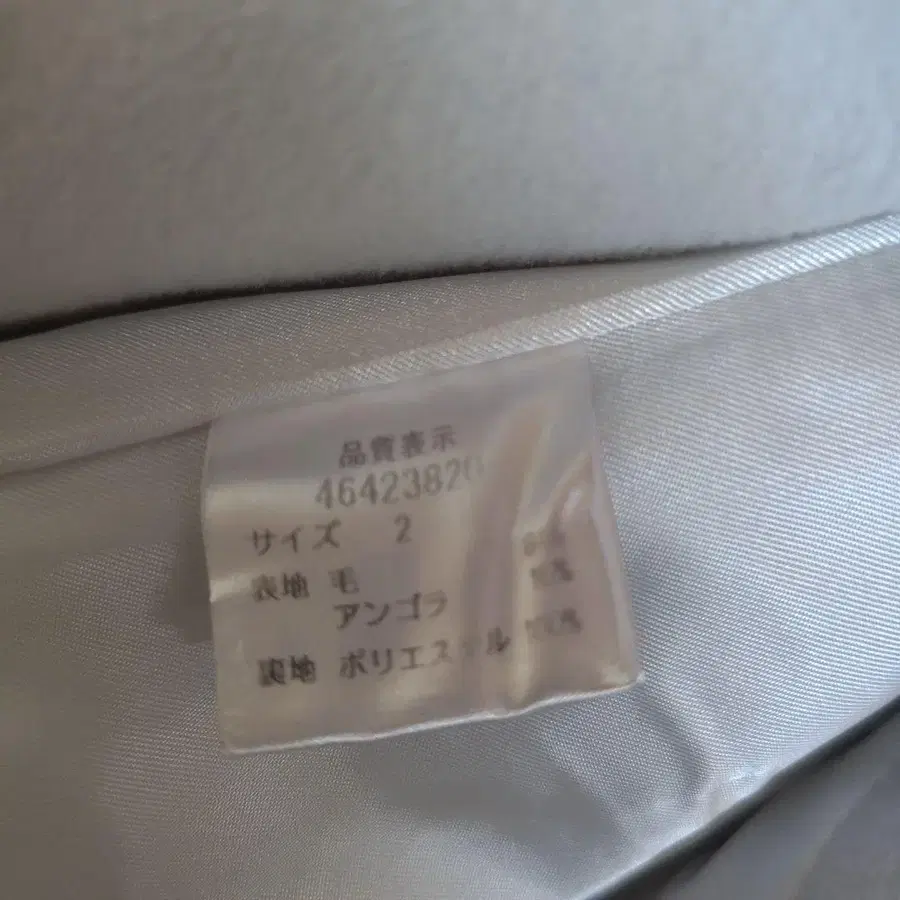 品質表示
46423820
サイズ 2
表地 毛
アンゴラ
裏地 ポリエステル